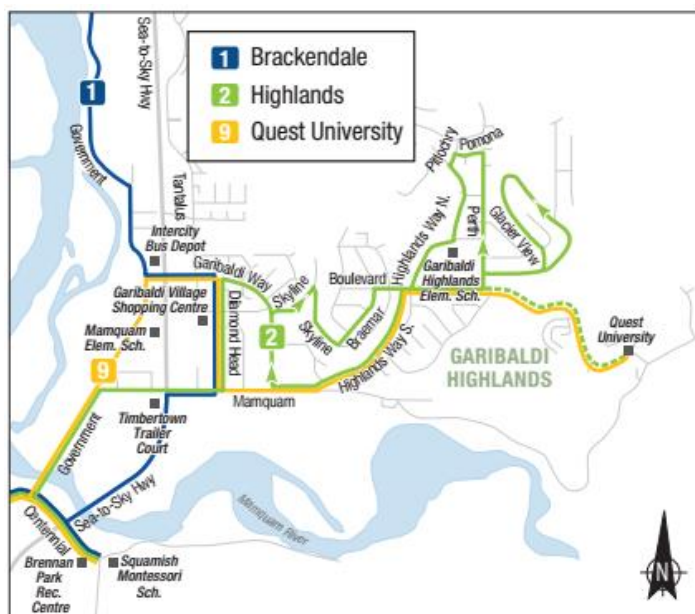 1 Brackendale
2 Highlands
9 Quest University
Sea-to-Sky Hwy
1
Government
Tantalus
Intercity
Bus Depot
Pitlochry
Pomona
Highlands Way N.
Perth
Glacier View
Garibaldi Way
Skyline
Boulevard
Garibaldi
Highlands
Elem. Sch.
Garibaldi Village
Shopping Centre
Diamond Head
Skyline
Braemar
2
Mamquam
Elem. Sch.
Highlands Way S.
Quest
University
GARIBALDI
HIGHLANDS
9
Mamquam
Government
Timbertown
Trailer
Court
Sea-to-Sky Hwy
Centennial
Mamquam River
Brennan
Park
Rec.
Centre
Squamish
Montessori
Sch.
N